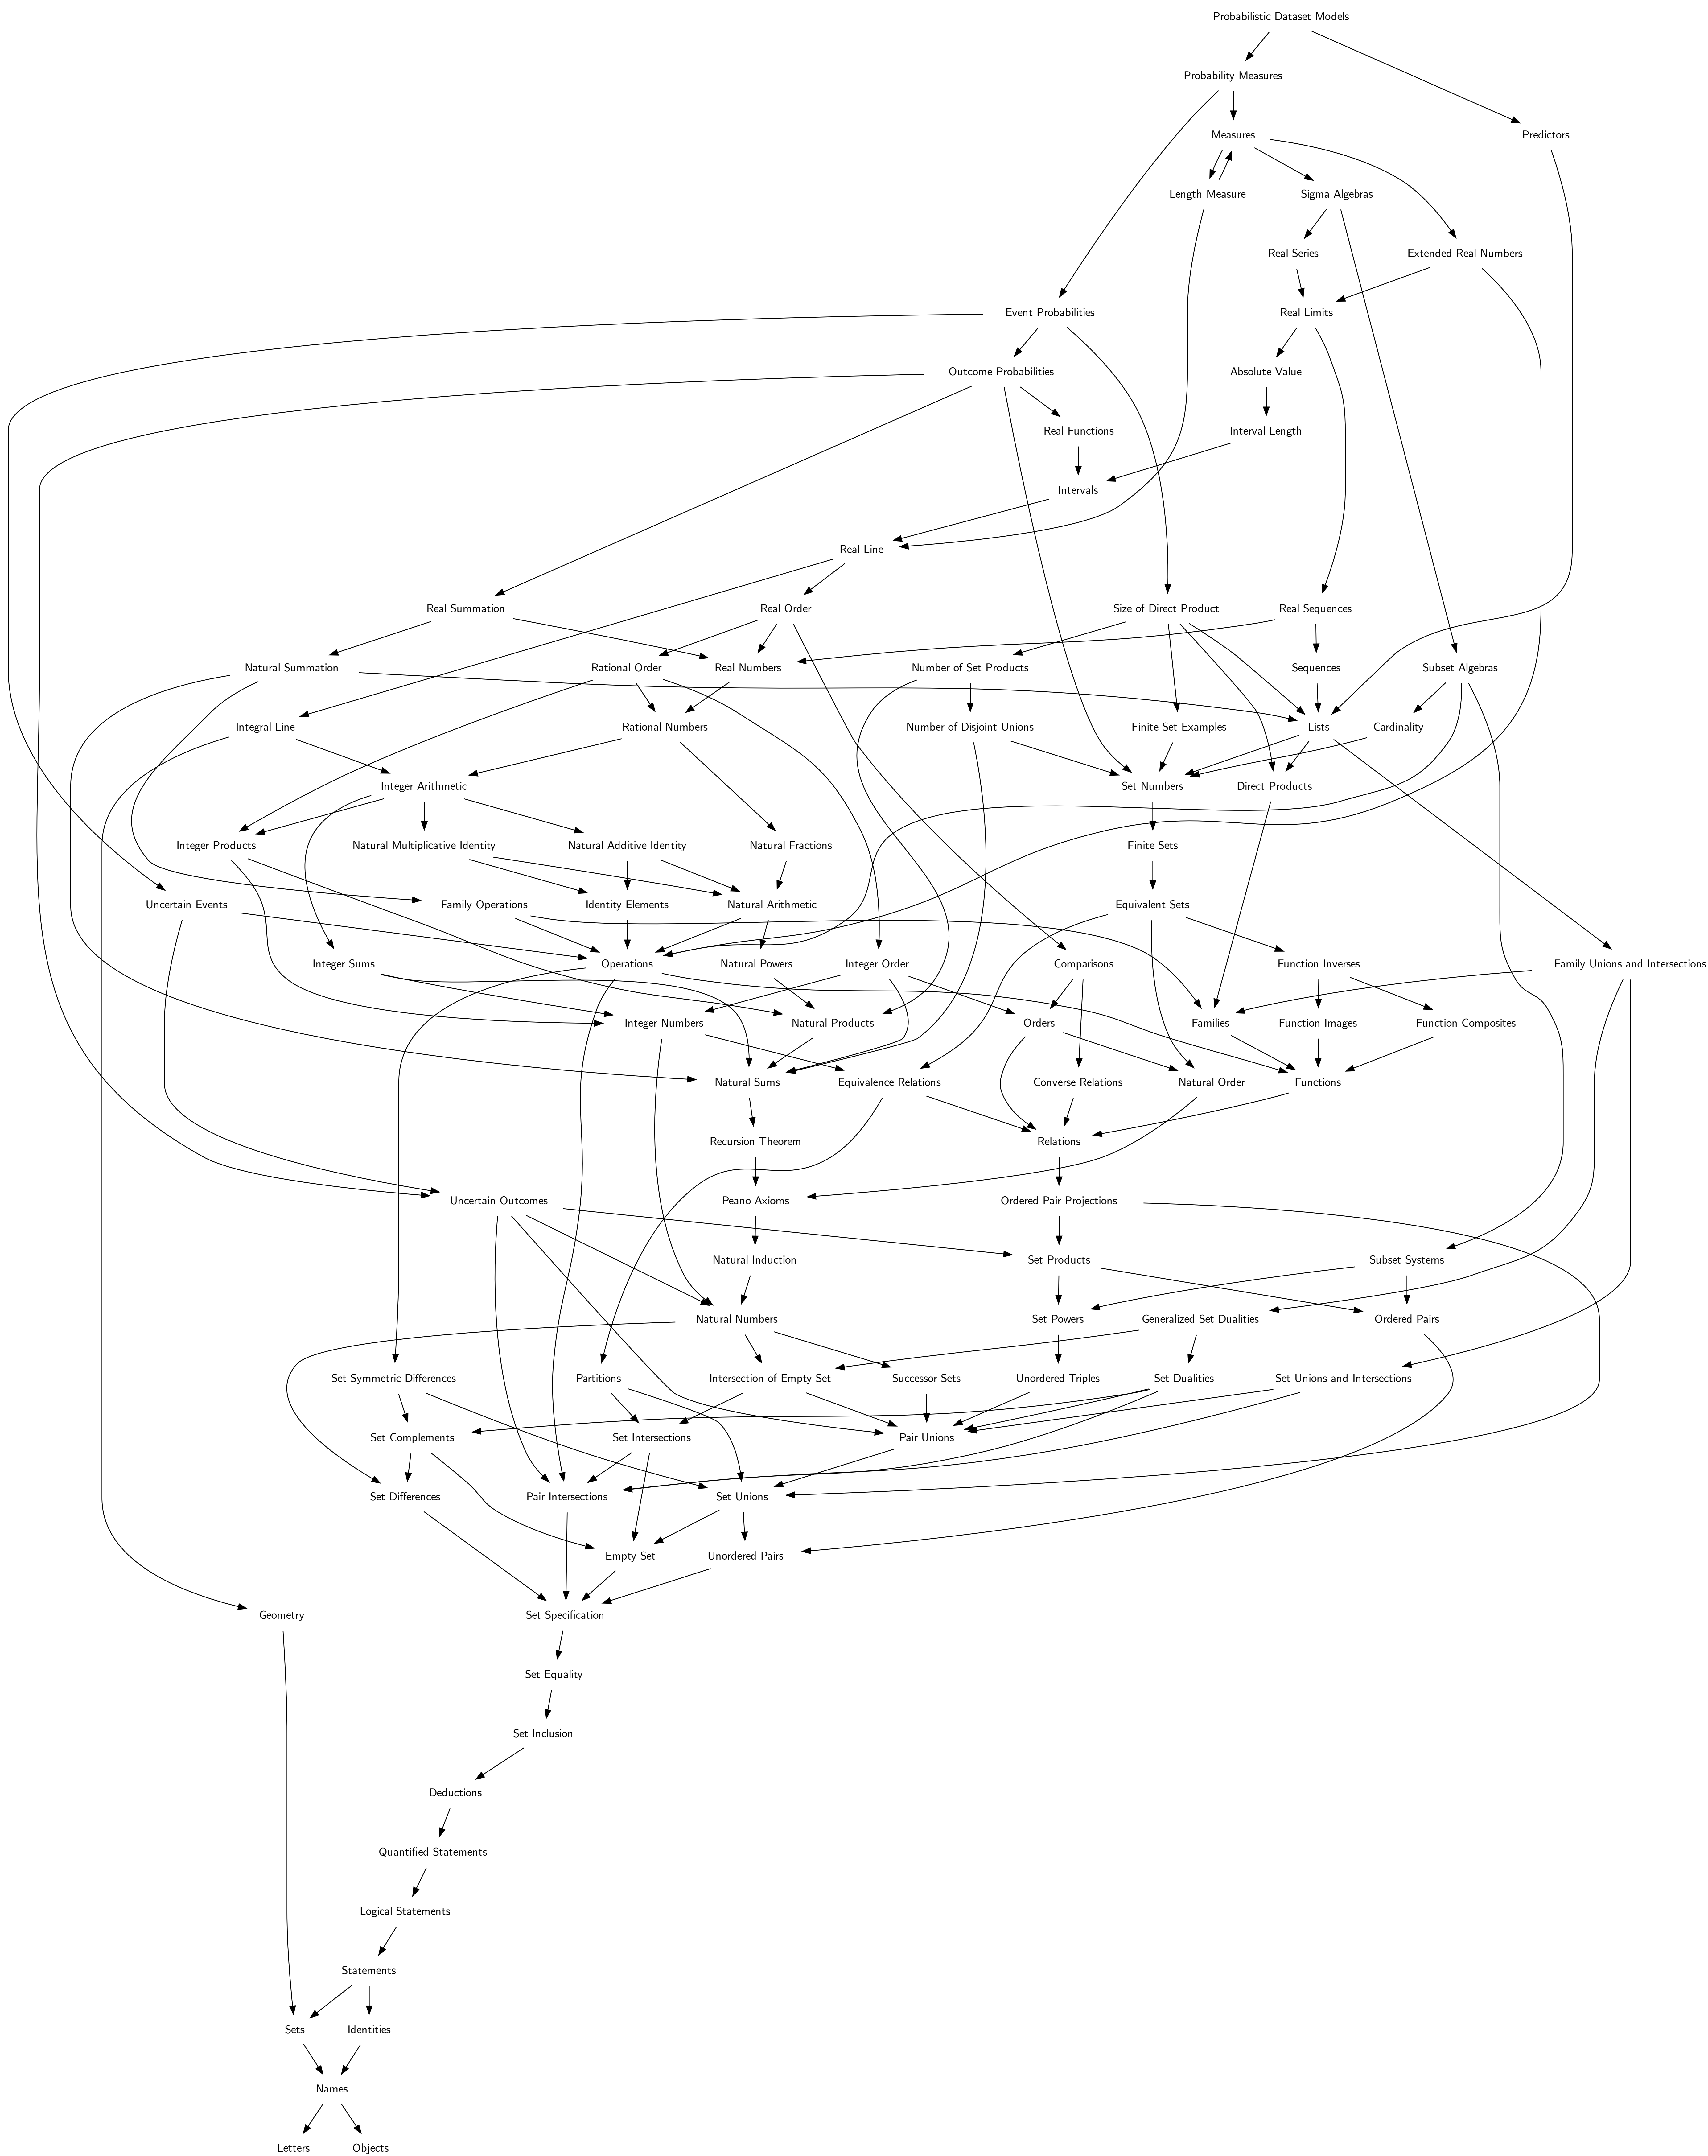 Probabilistic Dataset Models
Probability Measures
Measures
Predictors
Length Measure
Sigma Algebras
Real Series
Extended Real Numbers
Event Probabilities
Real Limits
Outcome Probabilities
Absolute Value
Real Functions
Interval Length
Intervals
Real Line
Real Summation
Real Order
Size of Direct Product
Real Sequences
Natural Summation
Rational Order
Real Numbers
Number of Set Products
Sequences
Subset Algebras
Integral Line
Rational Numbers
Number of Disjoint Unions
Finite Set Examples
Lists
Cardinality
Integer Arithmetic
Set Numbers
Direct Products
Integer Products
Natural Multiplicative Identity
Natural Additive Identity
Natural Fractions
Finite Sets
Uncertain Events
Family Operations
Identity Elements
Natural Arithmetic
Equivalent Sets
Integer Sums
Operations
Natural Powers
Integer Order
Comparisons
Function Inverses
Family Unions and Intersections
Integer Numbers
Natural Products
Orders
Families
Function Images
Function Composites
Natural Sums
Equivalence Relations
Converse Relations
Natural Order
Functions
Recursion Theorem
Relations
Uncertain Outcomes
Peano Axioms
Ordered Pair Projections
Natural Induction
Set Products
Subset Systems
Natural Numbers
Set Powers
Generalized Set Dualities
Ordered Pairs
Set Symmetric Differences
Partitions
Intersection of Empty Set
Successor Sets
Unordered Triples
Set Dualities
Set Unions and Intersections
Set Complements
Set Intersections
Pair Unions
Set Differences
Pair Intersections
Set Unions
Empty Set
Unordered Pairs
Geometry
Set Specification
Set Equality
Set Inclusion
Deductions
Quantified Statements
Logical Statements
Statements
Sets
Identities
Names
Letters
Objects